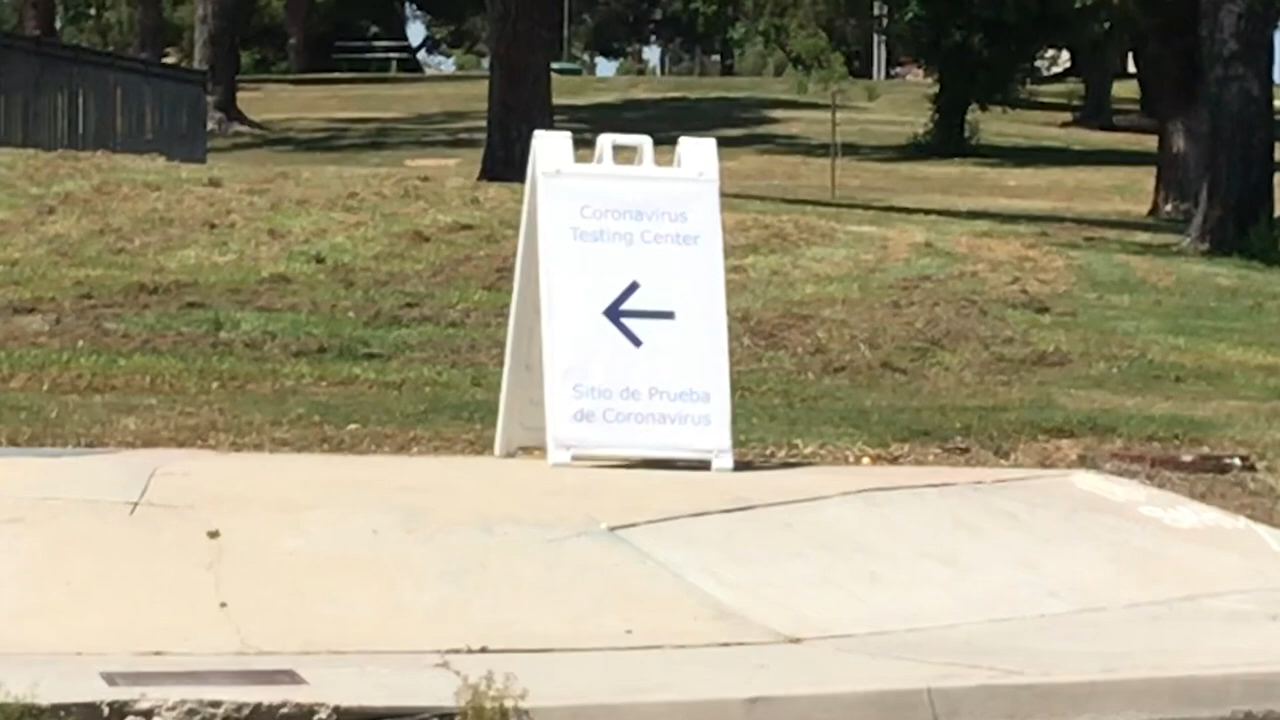 Coronavirus
Testing Center
Sitio de Prueba
de Coronavirus